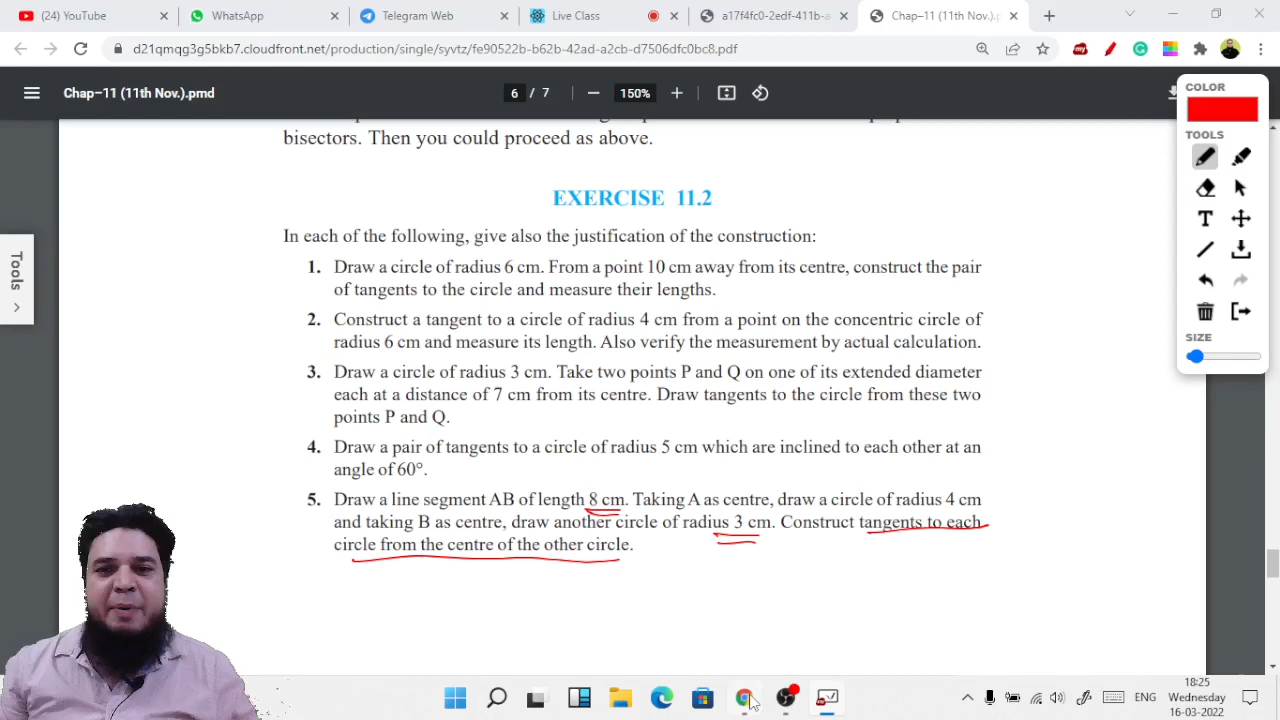 (24) YouTube
WhatsApp
Telegram Web
Live Class
a17f4fc0-2edf-411b-a
Chap–11 (11th Nov.).p
d21qmqg3g5bkb7.cloudfront.net/production/single/syvtz/fe90522b-b62b-42ad-a2cb-d7506dfc0bc8.pdf
Chap–11 (11th Nov.).pmd
6 / 7
150%
COLOR
TOOLS
SIZE
Tools
bisectors. Then you could proceed as above.
EXERCISE 11.2
In each of the following, give also the justification of the construction:
1. Draw a circle of radius 6 cm. From a point 10 cm away from its centre, construct the pair
of tangents to the circle and measure their lengths.
2. Construct a tangent to a circle of radius 4 cm from a point on the concentric circle of
radius 6 cm and measure its length. Also verify the measurement by actual calculation.
3. Draw a circle of radius 3 cm. Take two points P and Q on one of its extended diameter
each at a distance of 7 cm from its centre. Draw tangents to the circle from these two
points P and Q.
4. Draw a pair of tangents to a circle of radius 5 cm which are inclined to each other at an
angle of 60°.
5. Draw a line segment AB of length 8 cm. Taking A as centre, draw a circle of radius 4 cm
and taking B as centre, draw another circle of radius 3 cm. Construct tangents to each
circle from the centre of the other circle.
ENG
18:25
Wednesday
16-03-2022